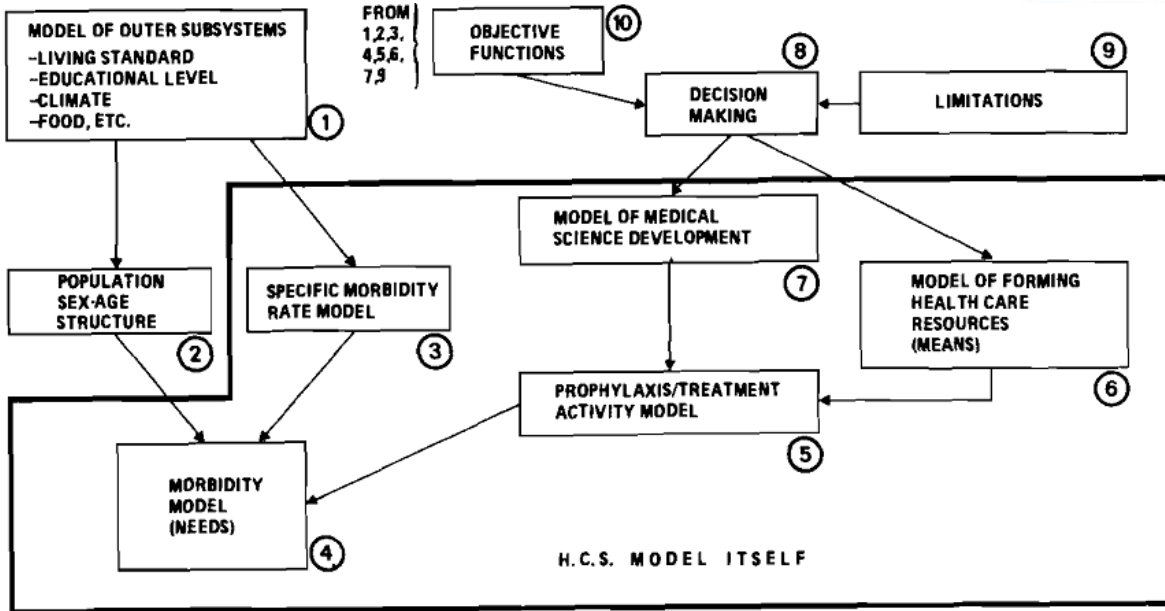 MODEL OF OUTER SUBSYSTEMS
-LIVING STANDARD
-EDUCATIONAL LEVEL
-CLIMATE
-FOOD, ETC.
1
FROM
1,2,3,
4,5,6,
7,9
OBJECTIVE
FUNCTIONS
10
DECISION
MAKING
8
LIMITATIONS
9
POPULATION
SEX-AGE
STRUCTURE
2
SPECIFIC MORBIDITY
RATE MODEL
3
MODEL OF MEDICAL
SCIENCE DEVELOPMENT
7
MODEL OF FORMING
HEALTH CARE
RESOURCES
(MEANS)
6
PROPHYLAXIS/TREATMENT
ACTIVITY MODEL
5
MORBIDITY
MODEL
(NEEDS)
4
H.C.S. MODEL ITSELF